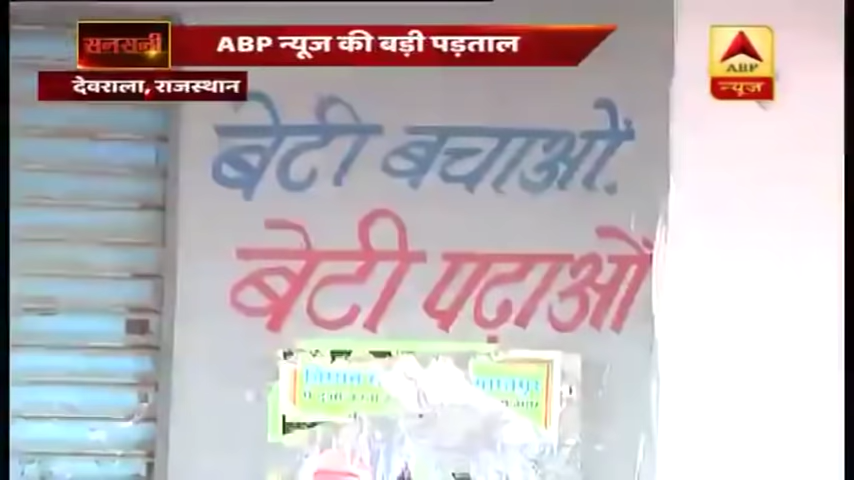 सनसनी
ABP न्यूज की बड़ी पड़ताल
देवराला, राजस्थान
ABP
न्यूज़
बेटी बचाओं.
बेटी पढ़ाओं